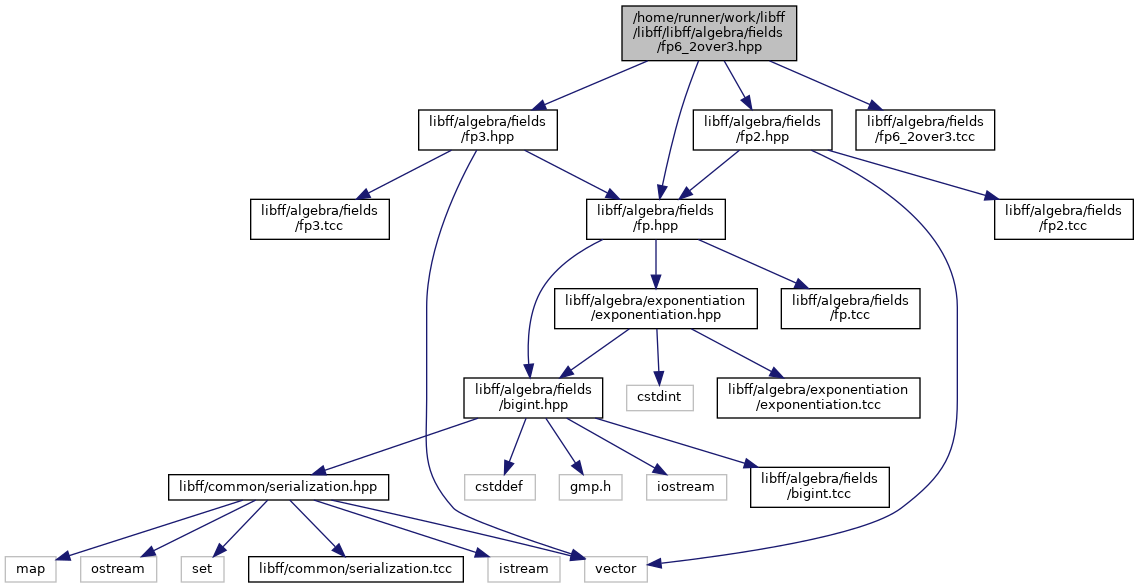 /home/runner/work/libff
/libff/libff/algebra/fields
/fp6_2over3.hpp
libff/algebra/fields
/fp3.hpp
libff/algebra/fields
/fp2.hpp
libff/algebra/fields
/fp6_2over3.tcc
libff/algebra/fields
/fp3.tcc
libff/algebra/fields
/fp.hpp
libff/algebra/fields
/fp2.tcc
libff/algebra/exponentiation
/exponentiation.hpp
libff/algebra/fields
/fp.tcc
libff/algebra/fields
/bigint.hpp
cstdint
libff/algebra/exponentiation
/exponentiation.tcc
libff/common/serialization.hpp
cstddef
gmp.h
iostream
libff/algebra/fields
/bigint.tcc
map
ostream
set
libff/common/serialization.tcc
istream
vector